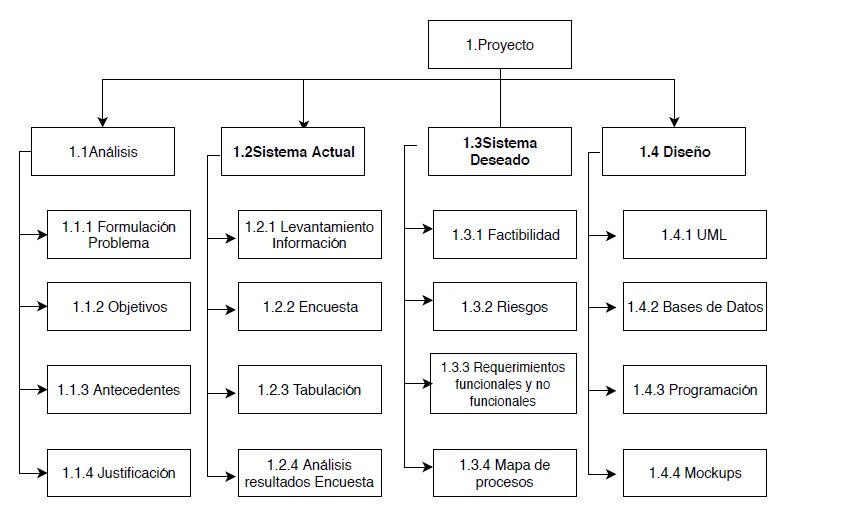 1.Proyecto
1.1Análisis
1.2Sistema Actual
1.3Sistema
Deseado
1.4 Diseño
1.1.1 Formulación
Problema
1.2.1 Levantamiento
Información
1.3.1 Factibilidad
1.4.1 UML
1.1.2 Objetivos
1.2.2 Encuesta
1.3.2 Riesgos
1.4.2 Bases de Datos
1.1.3 Antecedentes
1.2.3 Tabulación
1.3.3 Requerimientos
funcionales y no
funcionales
1.4.3 Programación
1.1.4 Justificación
1.2.4 Análisis
resultados Encuesta
1.3.4 Mapa de
procesos
1.4.4 Mockups